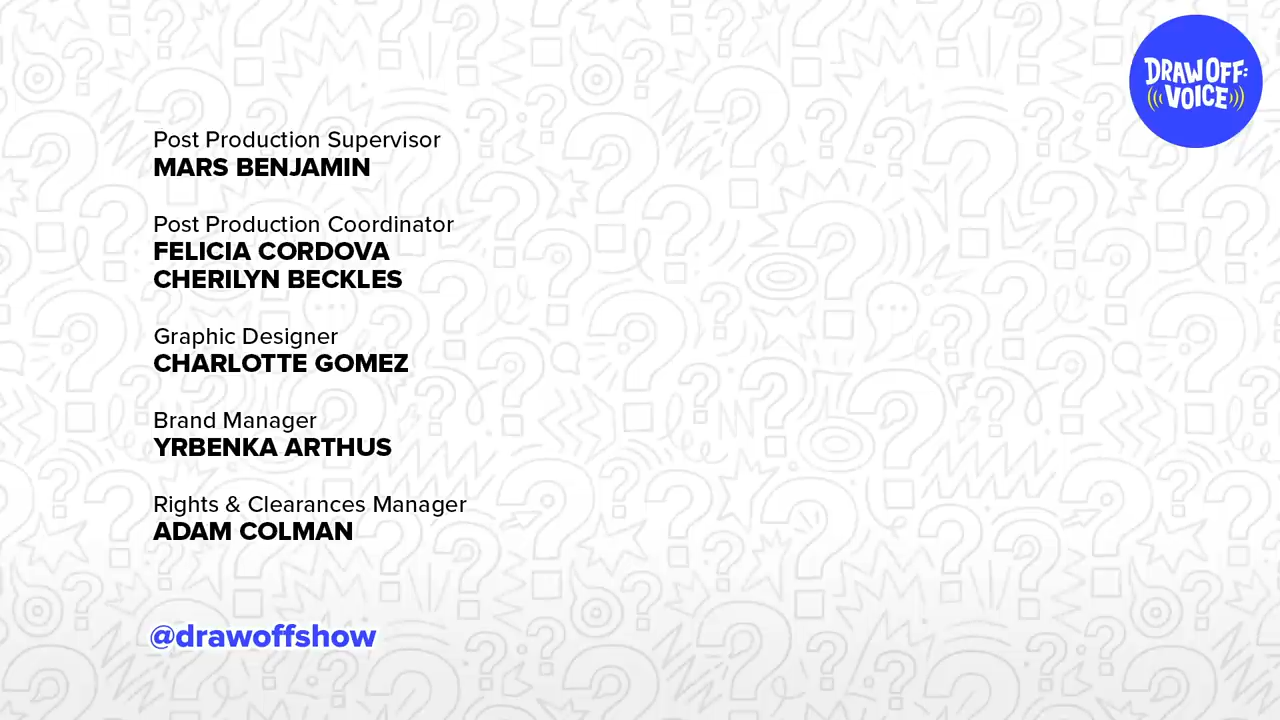 DRAW OFF:
VOICE
Post Production Supervisor
MARS BENJAMIN
Post Production Coordinator
FELICIA CORDOVA
CHERILYN BECKLES
Graphic Designer
CHARLOTTE GOMEZ
Brand Manager
YRBENKA ARTHUS
Rights & Clearances Manager
ADAM COLMAN
@drawoffshow